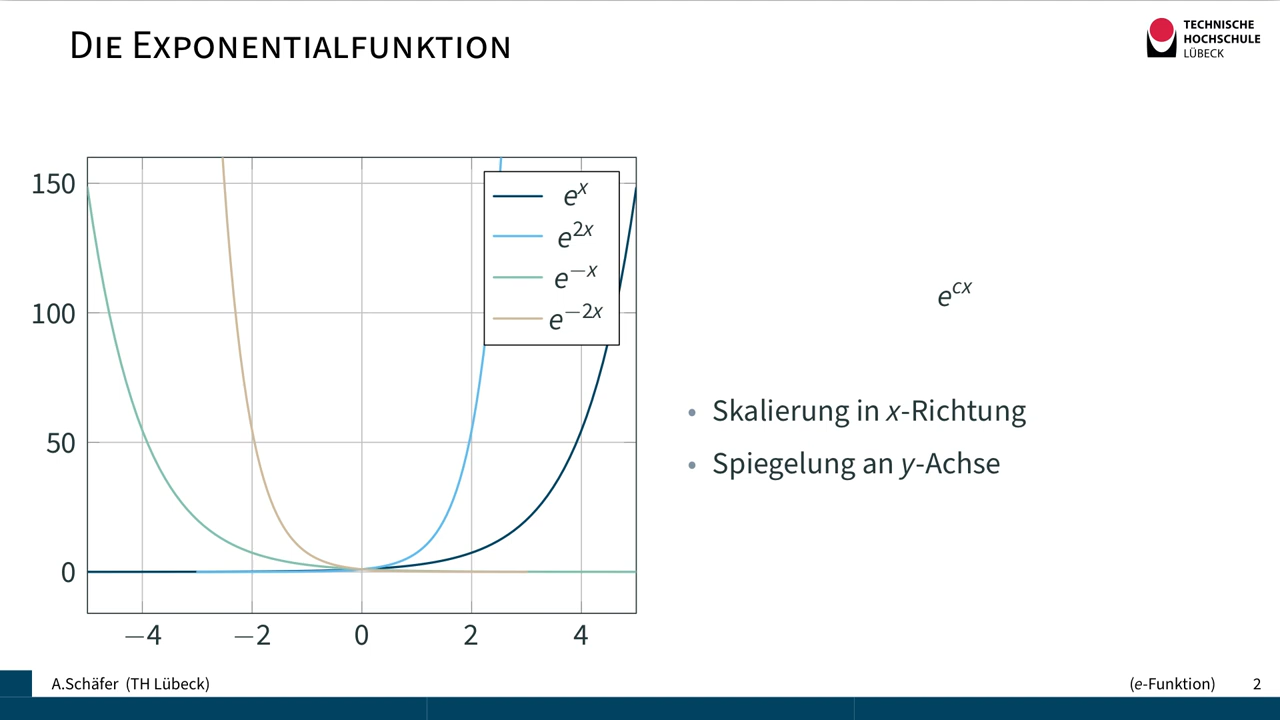 Die Exponentialfunktion
TECHNISCHE
HOCHSCHULE
LÜBECK
150
100
50
0
−4 −2 0 2 4
e^x
e^{2x}
e^{−x}
e^{−2x}
e^{cx}
• Skalierung in x-Richtung
• Spiegelung an y-Achse
A.Schäfer (TH Lübeck) (e-Funktion) 2